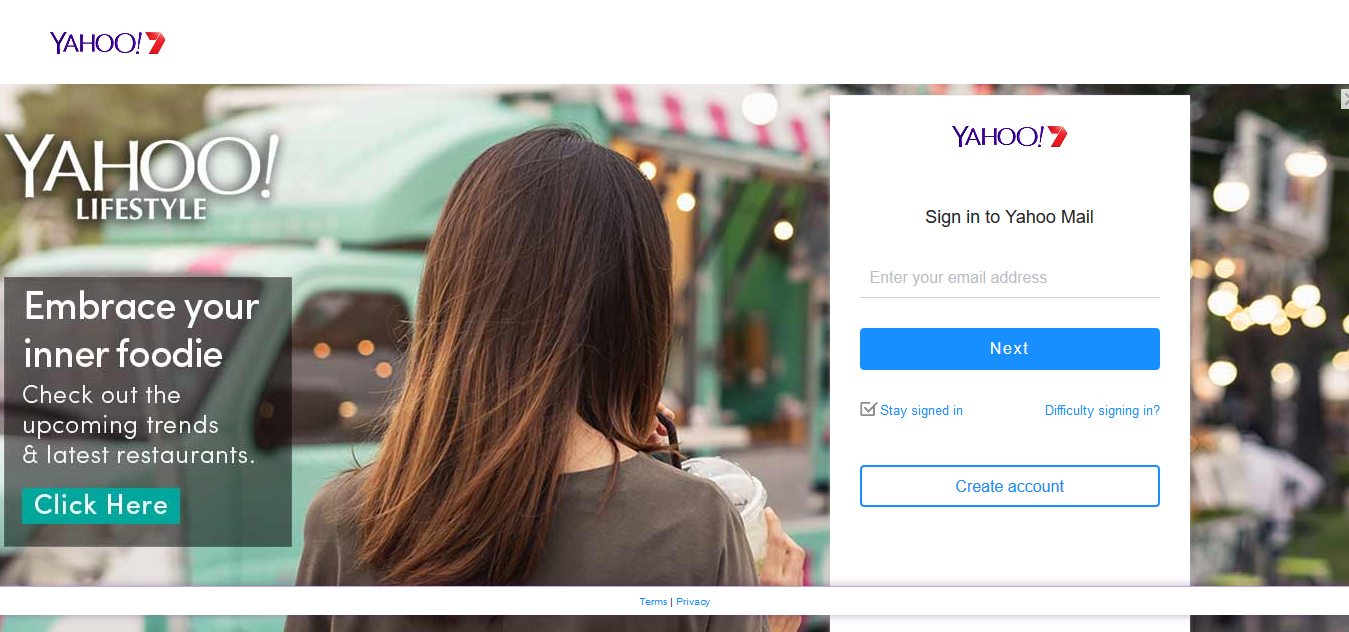 YAHOO!7
YAHOO!
LIFESTYLE
Embrace your
inner foodie
Check out the
upcoming trends
& latest restaurants.
Click Here
YAHOO!7
Sign in to Yahoo Mail
Enter your email address
Next
Stay signed in
Difficulty signing in?
Create account
Terms | Privacy